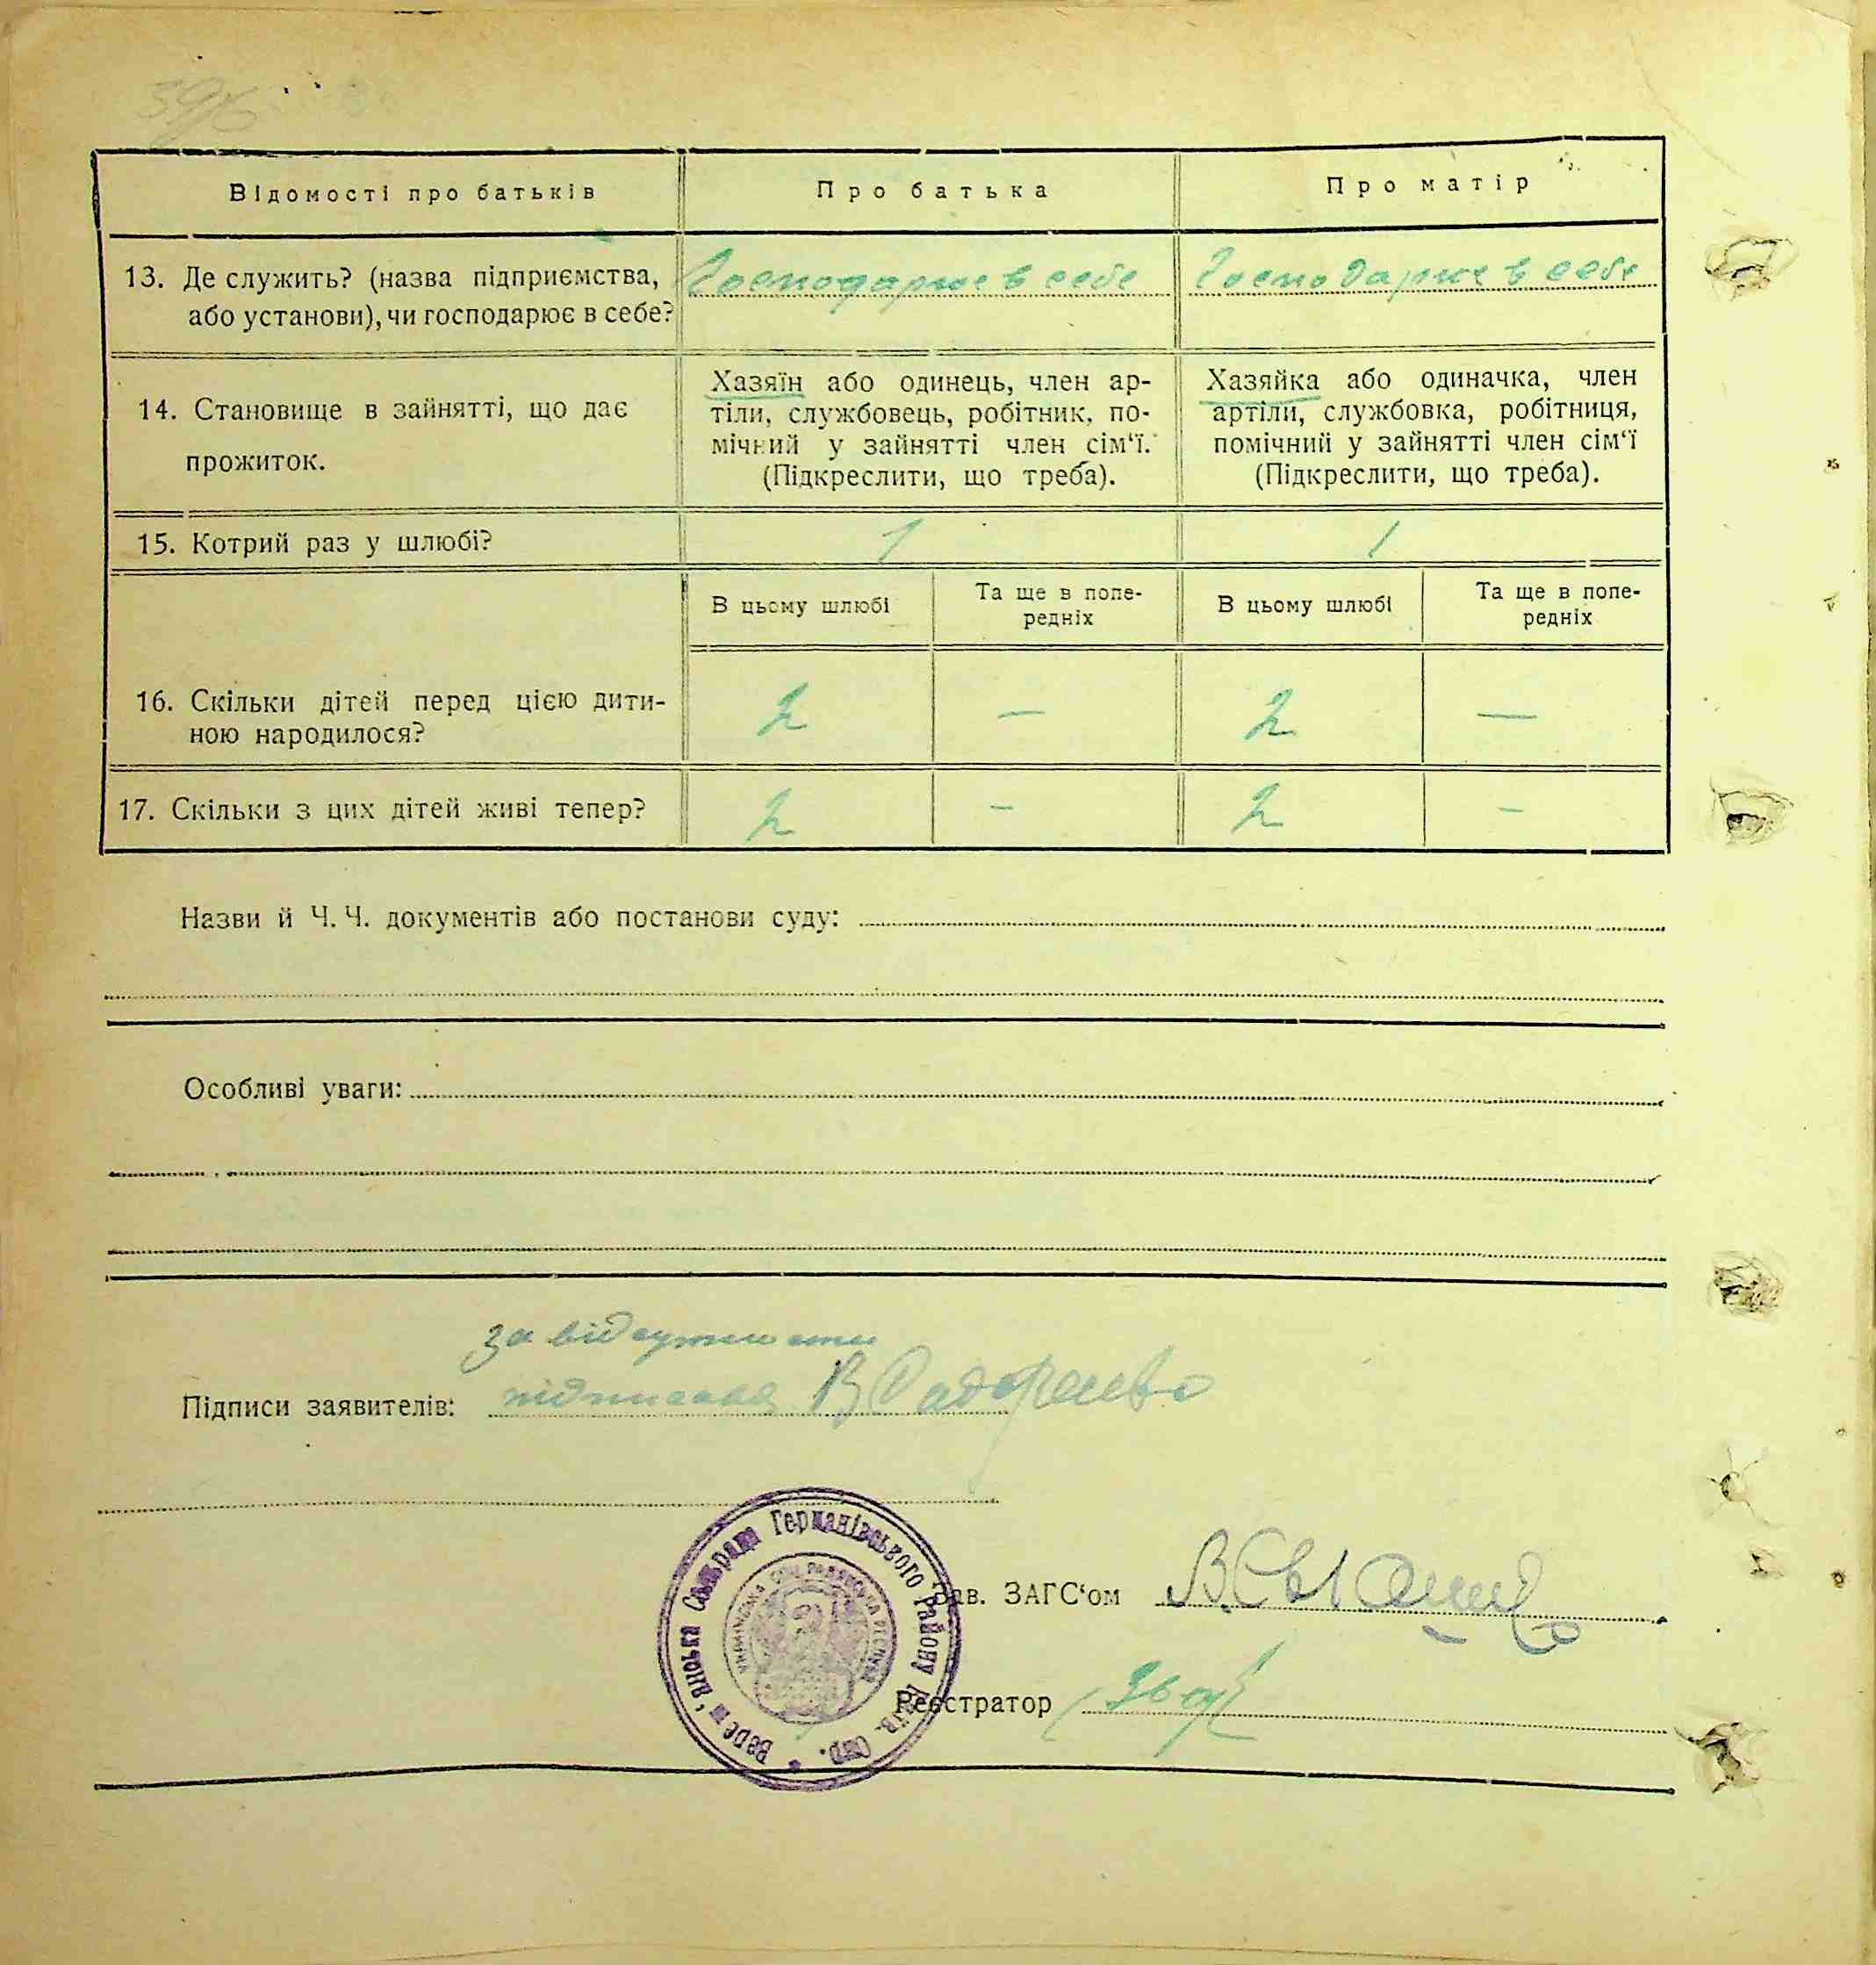 Відомості про батьків
Про батька
Про матір
13. Де служить? (назва підприємства,
або установи), чи господарює в себе?
Господарює в себе
Господарює в себе
14. Становище в зайнятті, що дає
прожиток.
Хазяїн або одинець, член ар-
тіли, службовець, робітник, по-
мічний у зайнятті член сім‘ї.
(Підкреслити, що треба).
Хазяйка або одиначка, член
артіли, службовка, робітниця,
помічний у зайнятті член сім‘ї
(Підкреслити, що треба).
15. Котрий раз у шлюбі?
1
1
В цьому шлюбі
Та ще в попе-
редніх
В цьому шлюбі
Та ще в попе-
редніх
16. Скільки дітей перед цією дити-
ною народилося?
2
—
2
—
17. Скільки з цих дітей живі тепер?
2
—
2
—
Назви й Ч. Ч. документів або постанови суду:
Особливі уваги:
за
Підписи заявителів:
Сільрада Германівського Району Київ. Окр.
Зав. ЗАГС‘ом
Реєстратор